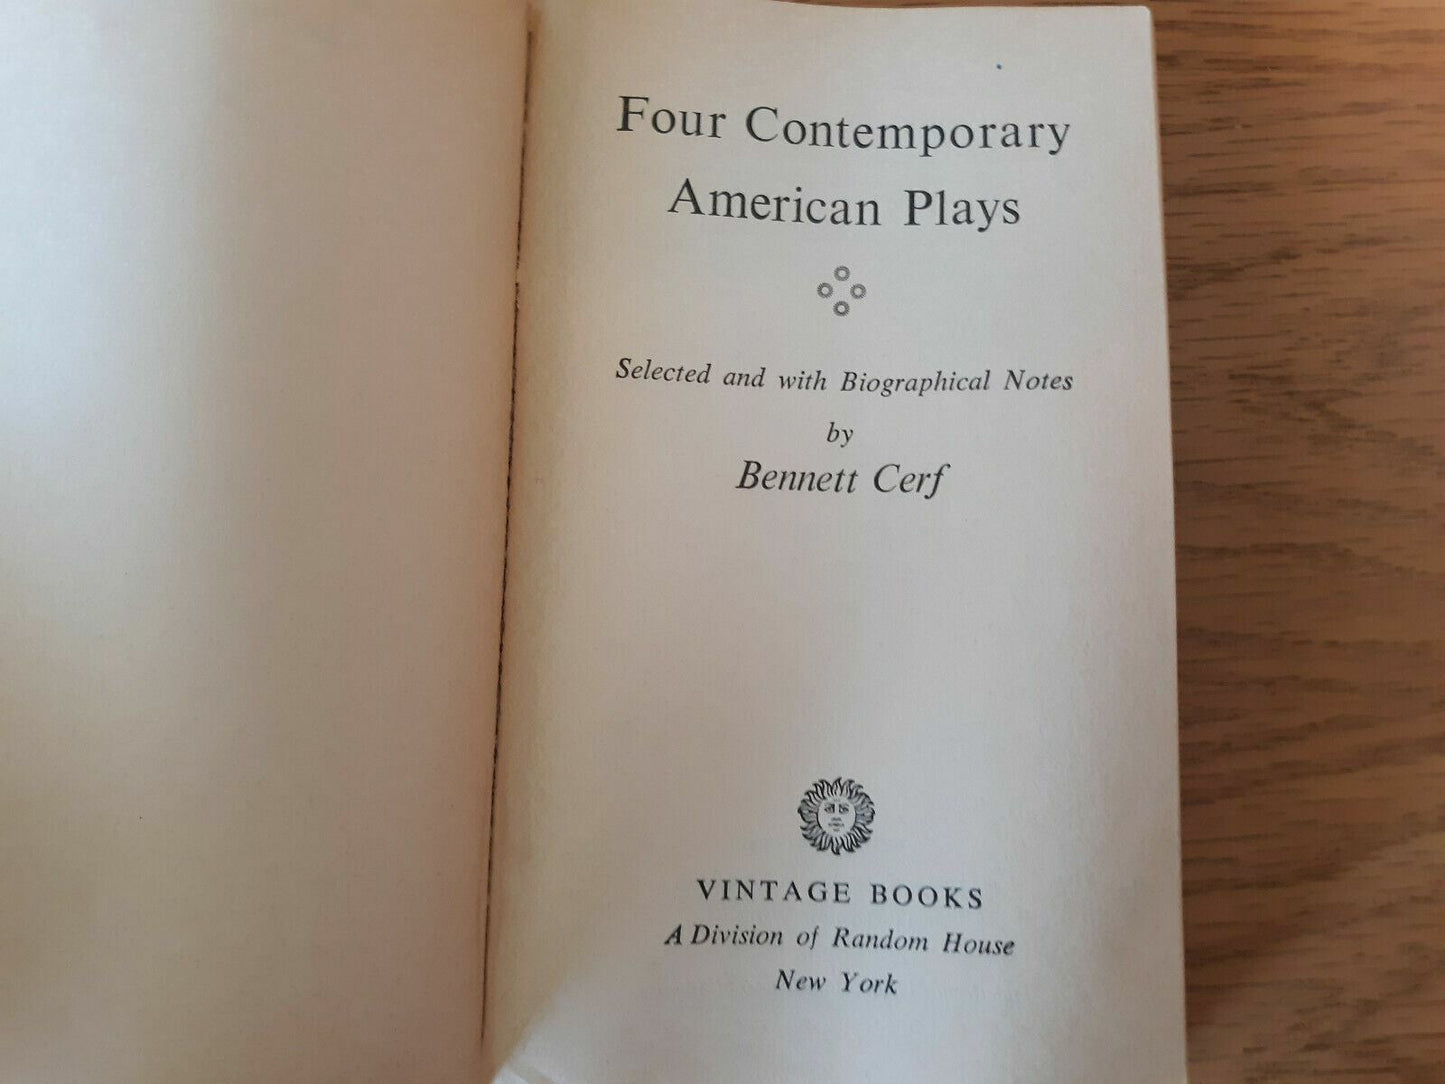 Four Contemporary
American Plays
Selected and with Biographical Notes
by
Bennett Cerf
VINTAGE BOOKS
A Division of Random House
New York